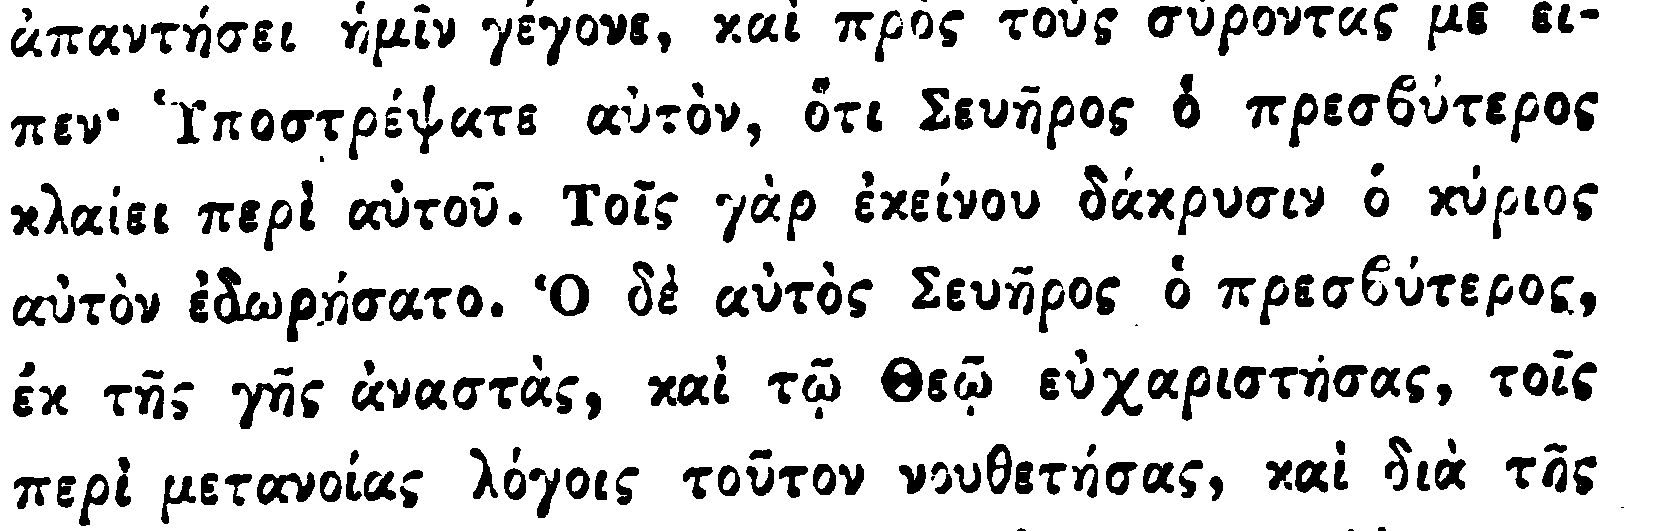 ἀπαντήσει ἡμῖν γέγονε, καὶ πρὸς τοὺς σύροντας με εἶ-
πεν· Ὑποστρέψατε αὐτὸν, ὅτι Σευῆρος ὁ πρεσϐύτερος
κλαίει περὶ αὐτοῦ. Τοῖς γὰρ ἐκείνου δάκρυσιν ὁ κύριος
αὐτὸν ἐδωρήσατο. Ὁ δὲ αὐτὸς Σευῆρος ὁ πρεσϐύτερος,
ἐκ τῆς γῆς ἀναστὰς, καὶ τῷ Θεῷ εὐχαριστήσας, τοῖς
περὶ μετανοίας λόγοις τοῦτον νουθετήσας, καὶ διὰ τῆς